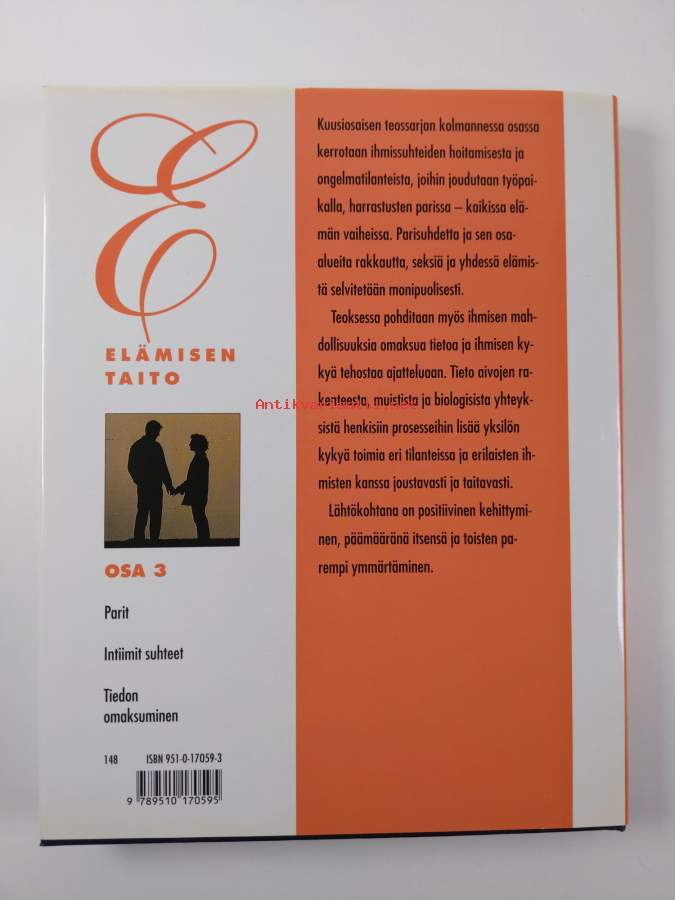 E
ELÄMISEN
TAITO
OSA 3
Parit
Intiimit suhteet
Tiedon
omaksuminen
148 ISBN 951-0-17059-3
9 789510 170595
Kuusiosaisen teossarjan kolmannessa osassa
kerrotaan ihmissuhteiden hoitamisesta ja
ongelmatilanteista, joihin joudutaan työpai-
kalla, harrastusten parissa – kaikissa elä-
män vaiheissa. Parisuhdetta ja sen osa-
alueita rakkautta, seksiä ja yhdessä elämis-
tä selvitetään monipuolisesti.
Teoksessa pohditaan myös ihmisen mah-
dollisuuksia omaksua tietoa ja ihmisen ky-
kyä tehostaa ajatteluaan. Tieto aivojen ra-
kenteesta, muistista ja biologisista yhteyk-
sistä henkisiin prosesseihin lisää yksilön
kykyä toimia eri tilanteissa ja erilaisten ih-
misten kanssa joustavasti ja taitavasti.
Lähtökohtana on positiivinen kehittymi-
nen, päämääränä itsensä ja toisten pa-
rempi ymmärtäminen.